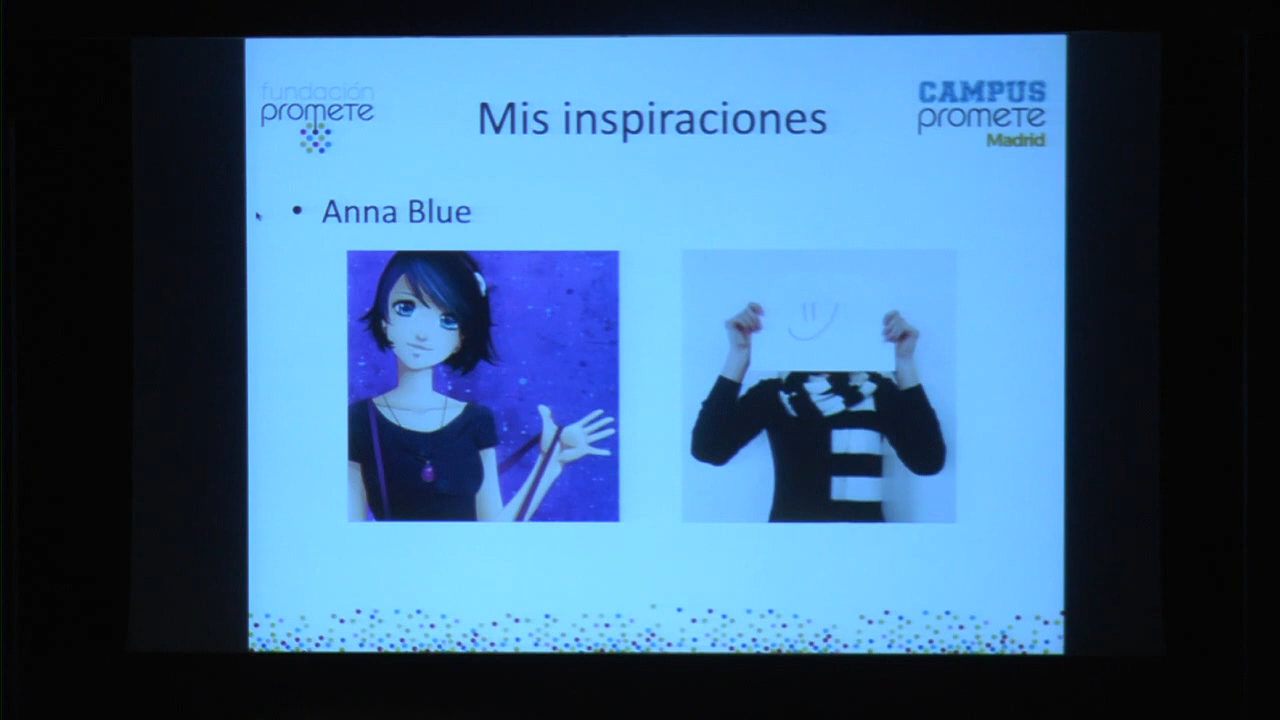 fundación
promete
Mis inspiraciones
CAMPUS
promete
Madrid
• Anna Blue